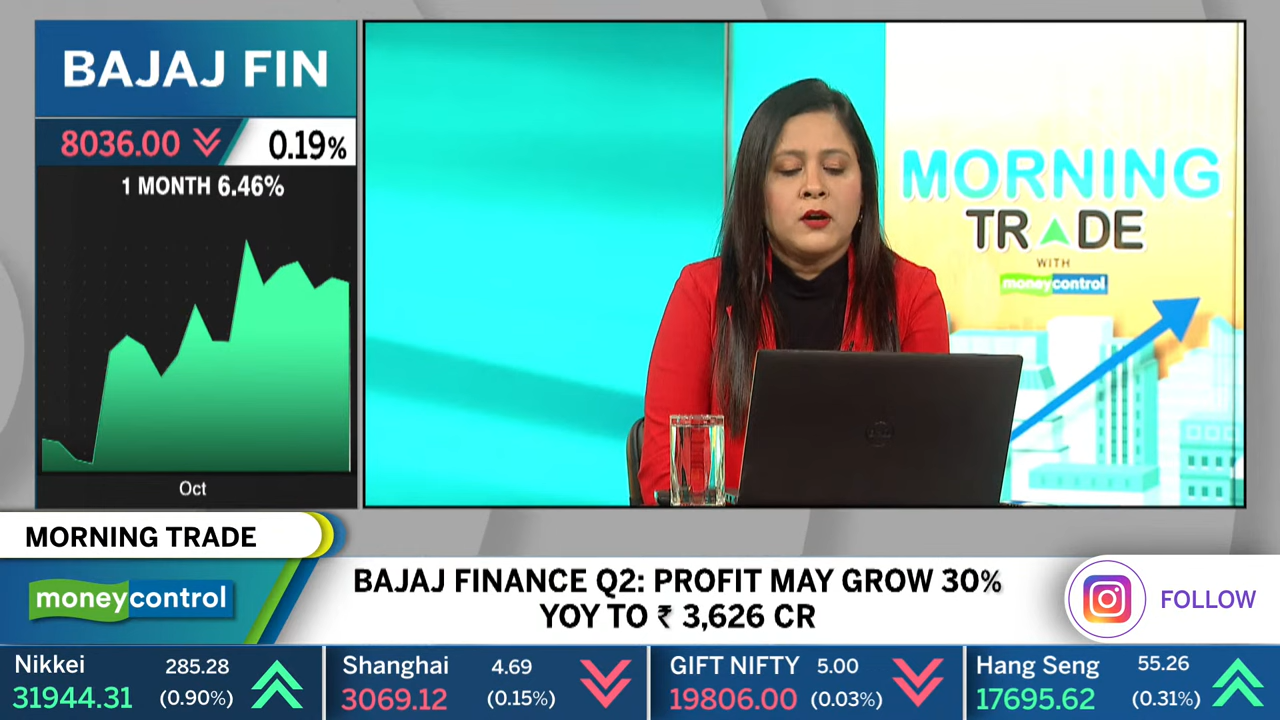 BAJAJ FIN
8036.00
0.19%
1 MONTH 6.46%
Oct
MORNING
TRADE
WITH
moneycontrol
MORNING TRADE
moneycontrol
BAJAJ FINANCE Q2: PROFIT MAY GROW 30%
YOY TO ₹ 3,626 CR
FOLLOW
Nikkei 285.28
31944.31 (0.90%)
Shanghai 4.69
3069.12 (0.15%)
GIFT NIFTY 5.00
19806.00 (0.03%)
Hang Seng 55.26
17695.62 (0.31%)